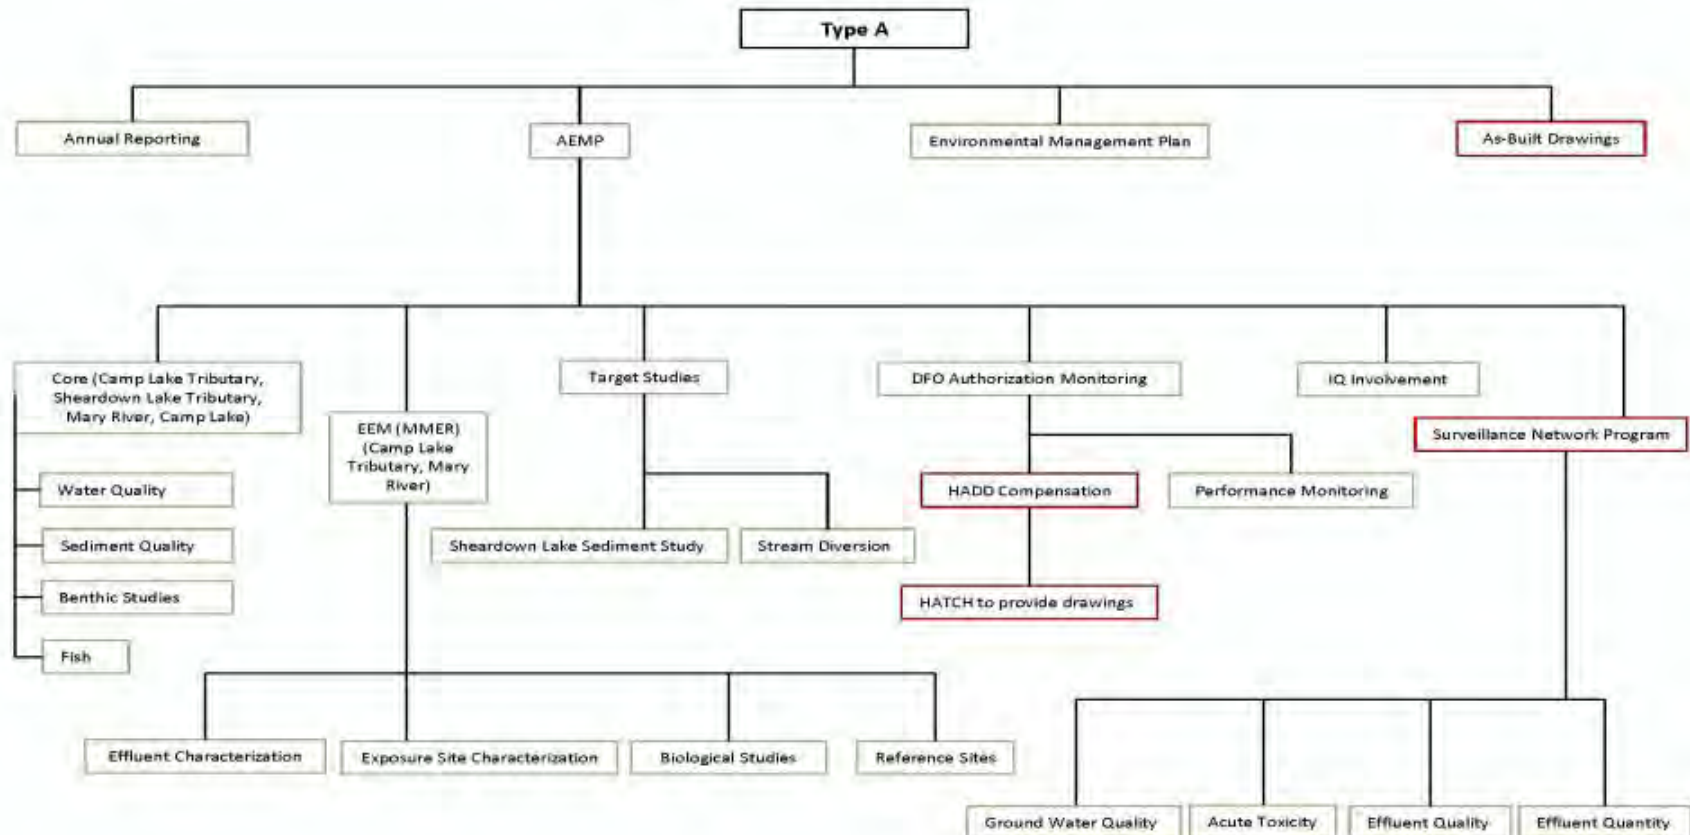 Type A
Annual Reporting
AEMP
Environmental Management Plan
As-Built Drawings
Core (Camp Lake Tributary,
Sheardown Lake Tributary,
Mary River, Camp Lake)
EEM (MMER)
(Camp Lake
Tributary, Mary
River)
Target Studies
DFO Authorization Monitoring
IQ Involvement
Surveillance Network Program
Water Quality
Sediment Quality
Benthic Studies
Fish
Sheardown Lake Sediment Study
Stream Diversion
HADD Compensation
Performance Monitoring
HATCH to provide drawings
Effluent Characterization
Exposure Site Characterization
Biological Studies
Reference Sites
Ground Water Quality
Acute Toxicity
Effluent Quality
Effluent Quantity